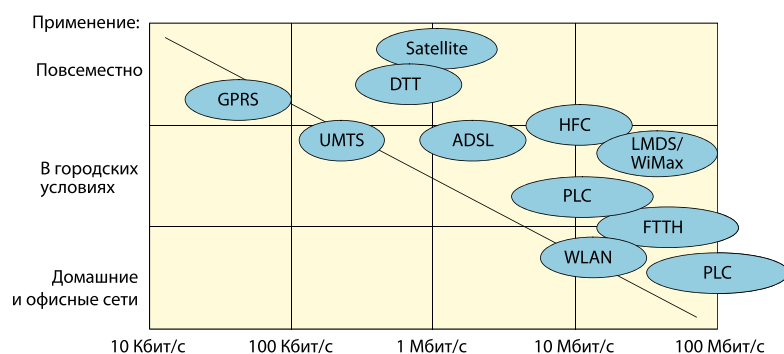 Применение:
Повсеместно
Satellite
DTT
GPRS
UMTS
ADSL
HFC
LMDS/
WiMax
В городских
условиях
PLC
FTTH
WLAN
PLC
Домашние
и офисные сети
10 Кбит/с 100 Кбит/с 1 Мбит/с 10 Мбит/с 100 Мбит/с